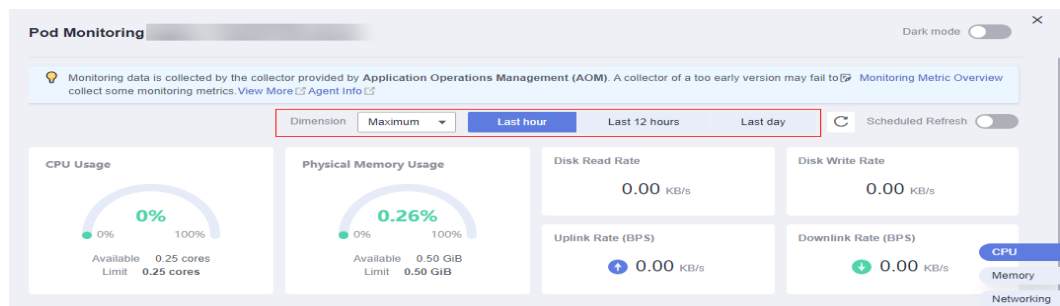 Pod Monitoring
Dark mode
Monitoring data is collected by the collector provided by Application Operations Management (AOM). A collector of a too early version may fail to
collect some monitoring metrics. View More Agent Info
Monitoring Metric Overview
Dimension Maximum Last hour Last 12 hours Last day
Scheduled Refresh
CPU Usage
0%
0% 100%
Available 0.25 cores
Limit 0.25 cores
Physical Memory Usage
0.26%
0% 100%
Available 0.50 GiB
Limit 0.50 GiB
Disk Read Rate
0.00 KB/s
Disk Write Rate
0.00 KB/s
Uplink Rate (BPS)
0.00 KB/s
Downlink Rate (BPS)
0.00 KB/s
CPU
Memory
Networking